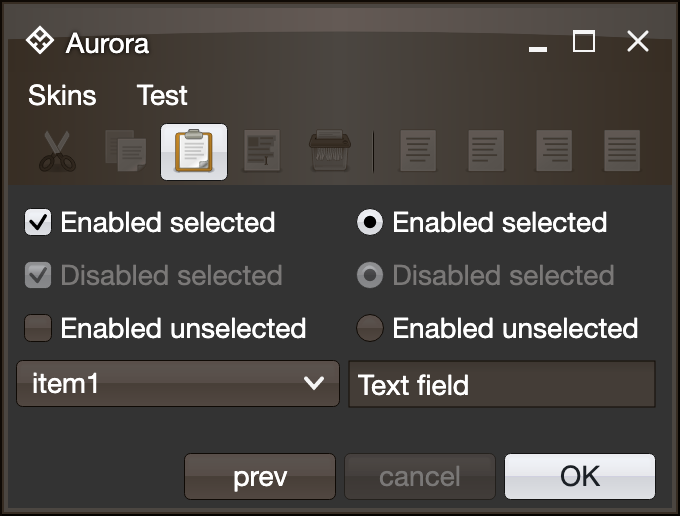 Aurora
Skins Test
Enabled selected Enabled selected
Disabled selected Disabled selected
Enabled unselected Enabled unselected
item1 Text field
prev cancel OK